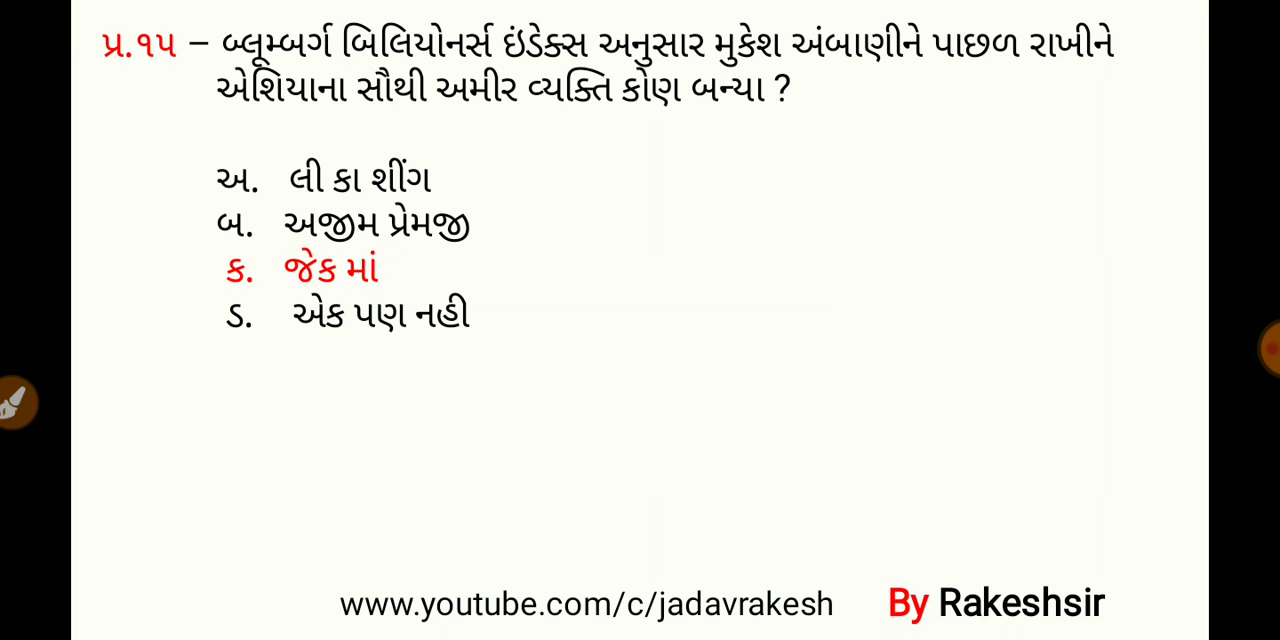 પ્ર.૧૫ – બ્લૂમ્બર્ગ બિલિયોનર્સ ઇંડેક્સ અનુસાર મુકેશ અંબાણીને પાછળ રાખીને
એશિયાના સૌથી અમીર વ્યક્તિ કોણ બન્યા ?
અ. લી કા શીંગ
બ. અજીમ પ્રેમજી
ક. જેક માં
ડ. એક પણ નહી
www.youtube.com/c/jadavrakesh By Rakeshsir